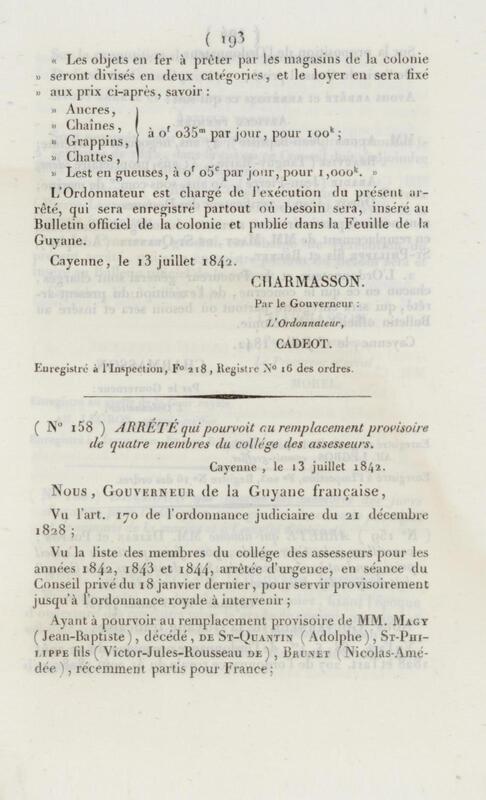 ( 193
« Les objets en fer à prêter par les magasins de la colonie
» seront divisés en deux catégories, et le loyer en sera fixé
» aux prix ci-après, savoir :
» Ancres,
» Chaînes,
» Grappins,
» Chattes,
à 0f 035m par jour, pour 100k;
» Lest en gueuses, à 0f 05c par jour, pour 1,000k. »
L'Ordonnateur est chargé de l'exécution du présent ar-
rêté, qui sera enregistré partout où besoin sera, inséré au
Bulletin officiel de la colonie et publié dans la Feuille de la
Guyane.
Cayenne, le 13 juillet 1842.
CHARMASSON.
Par le Gouverneur :
L'Ordonnateur,
CADEOT.
Enregistré à l'Inspection, Fo 218, Registre No 16 des ordres.
( No 158 ) ARRÊTÉ qui pourvoit au remplacement provisoire
de quatre membres du collége des assesseurs.
Cayenne, le 13 juillet 1842.
Nous, Gouverneur de la Guyane française,
Vu l'art. 170 de l'ordonnance judiciaire du 21 décembre
1828 ;
Vu la liste des membres du collége des assesseurs pour les
années 1842, 1843 et 1844, arrêtée d'urgence, en séance du
Conseil privé du 18 janvier dernier, pour servir provisoirement
jusqu'à l'ordonnance royale à intervenir ;
Ayant à pourvoir au remplacement provisoire de MM. Magy
( Jean-Baptiste ), décédé, de St-Quantin ( Adolphe ), St-Phi-
lippe fils ( Victor-Jules-Rousseau de ), Brunet ( Nicolas-Amé-
dée ), récemment partis pour France ;